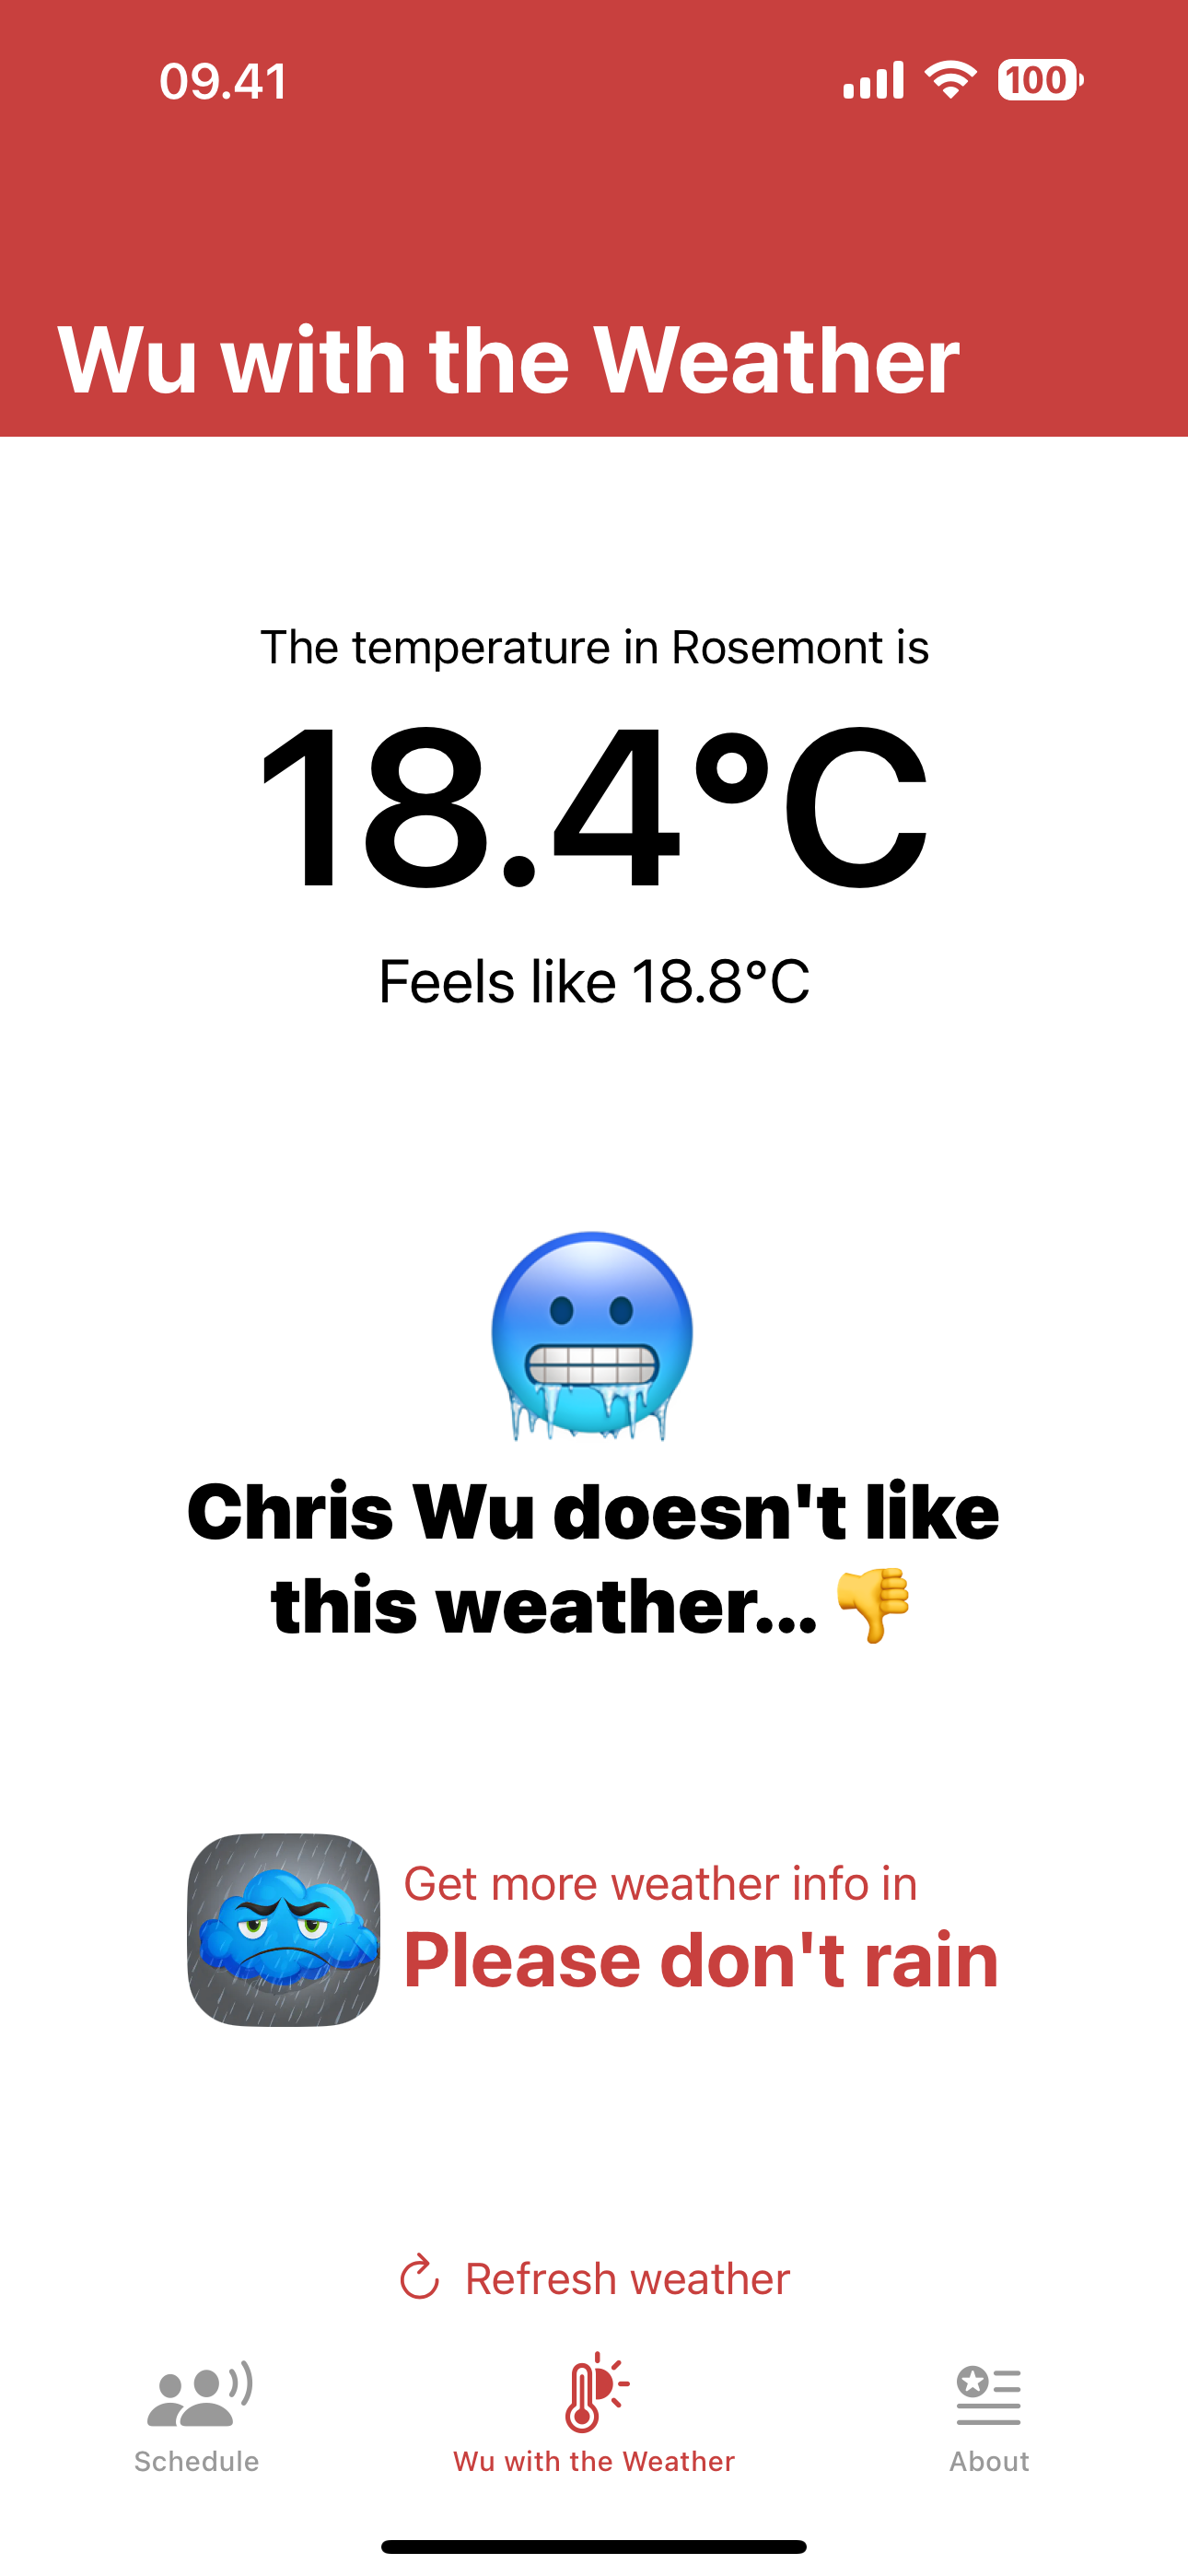 09.41
100
Wu with the Weather
The temperature in Rosemont is
18.4°C
Feels like 18.8°C
Chris Wu doesn't like
this weather... 👎
Get more weather info in
Please don't rain
Refresh weather
Schedule
Wu with the Weather
About